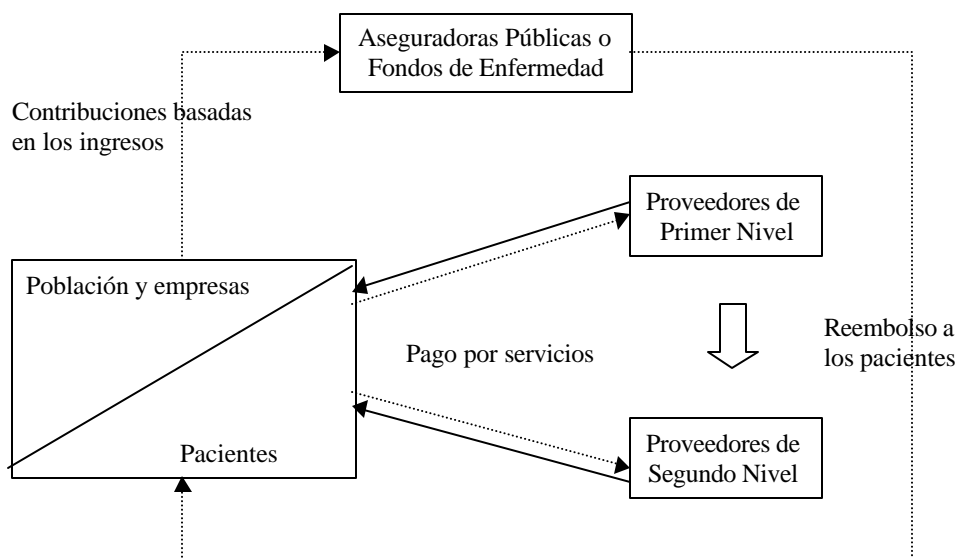 Aseguradoras Públicas o
Fondos de Enfermedad
Contribuciones basadas
en los ingresos
Proveedores de
Primer Nivel
Población y empresas
Pago por servicios
Reembolso a
los pacientes
Pacientes
Proveedores de
Segundo Nivel